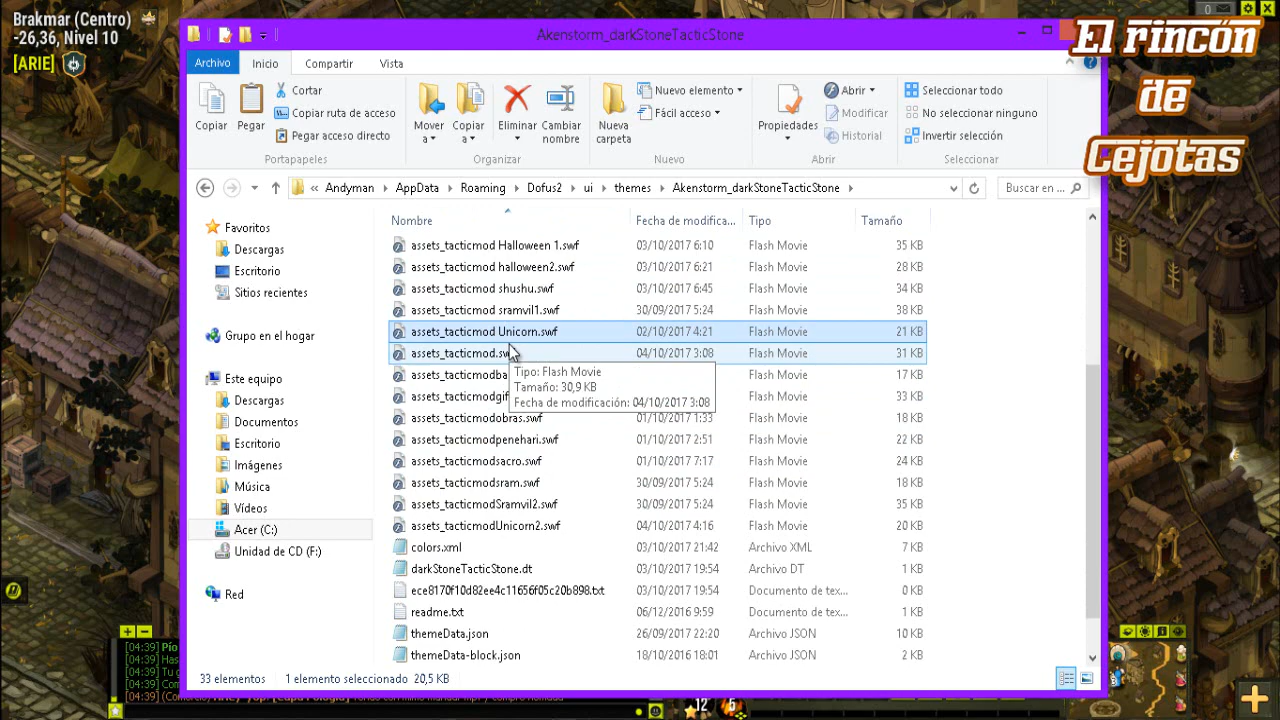 Brakmar (Centro)
-26,36, Nivel 10
[ARIE]
Akenstorm_darkStoneTacticStone
0
El rincón
de
Cejotas
Archivo
Inicio
Compartir
Vista
Copiar
Pegar
Cortar
Copiar ruta de acceso
Pegar acceso directo
Portapapeles
Mover a
Copiar a
Eliminar
Cambiar nombre
Organizar
Nueva carpeta
Nuevo elemento
Fácil acceso
Nuevo
Propiedades
Abrir
Modificar
Historial
Abrir
Seleccionar todo
No seleccionar ninguno
Invertir selección
Seleccionar
« Andyman AppData Roaming Dofus2 ui themes Akenstorm_darkStoneTacticStone
Buscar en ...
Favoritos
Descargas
Escritorio
Sitios recientes
Grupo en el hogar
Este equipo
Descargas
Documentos
Escritorio
Imágenes
Música
Vídeos
Acer (C:)
Unidad de CD (F:)
Red
Nombre Fecha de modifica... Tipo Tamaño
assets_tacticmod Halloween 1.swf 03/10/2017 6:10 Flash Movie 35 KB
assets_tacticmod halloween2.swf 03/10/2017 6:21 Flash Movie 28 KB
assets_tacticmod shushu.swf 03/10/2017 6:45 Flash Movie 34 KB
assets_tacticmod sramvil1.swf 30/09/2017 5:24 Flash Movie 38 KB
assets_tacticmod Unicorn.swf 02/10/2017 4:21 Flash Movie 21 KB
assets_tacticmod.sw 04/10/2017 3:08 Flash Movie 31 KB
assets_tacticmodba Flash Movie 17 KB
assets_tacticmodgif Flash Movie 33 KB
Tipo: Flash Movie
Tamaño: 30,9 KB
Fecha de modificación: 04/10/2017 3:08
assets_tacticmodobras.swf 01/10/2017 1:33 Flash Movie 18 KB
assets_tacticmodpenehari.swf 01/10/2017 2:51 Flash Movie 22 KB
assets_tacticmodsacro.swf 01/10/2017 7:17 Flash Movie 24 KB
assets_tacticmodsram.swf 30/09/2017 5:24 Flash Movie 18 KB
assets_tacticmodSramvil2.swf 30/09/2017 5:24 Flash Movie 35 KB
assets_tacticmodUnicorn2.swf 04/10/2017 4:16 Flash Movie 20 KB
colors.xml 03/10/2017 21:42 Archivo XML 7 KB
darkStoneTacticStone.dt 03/10/2017 19:54 Archivo DT 1 KB
ece8170f10d82ee4c11656f05c20b898.txt 03/10/2017 19:54 Documento de tex... 0 KB
readme.txt 06/12/2016 9:59 Documento de tex... 1 KB
themeData.json 26/09/2017 22:20 Archivo JSON 10 KB
themeData-block.json 18/10/2016 18:01 Archivo JSON 2 KB
33 elementos 1 elemento seleccionado 20,5 KB
[04:39] Pío
[04:39] Has
[04:39] Tu g
[04:39] Com
[04:39]
12
6